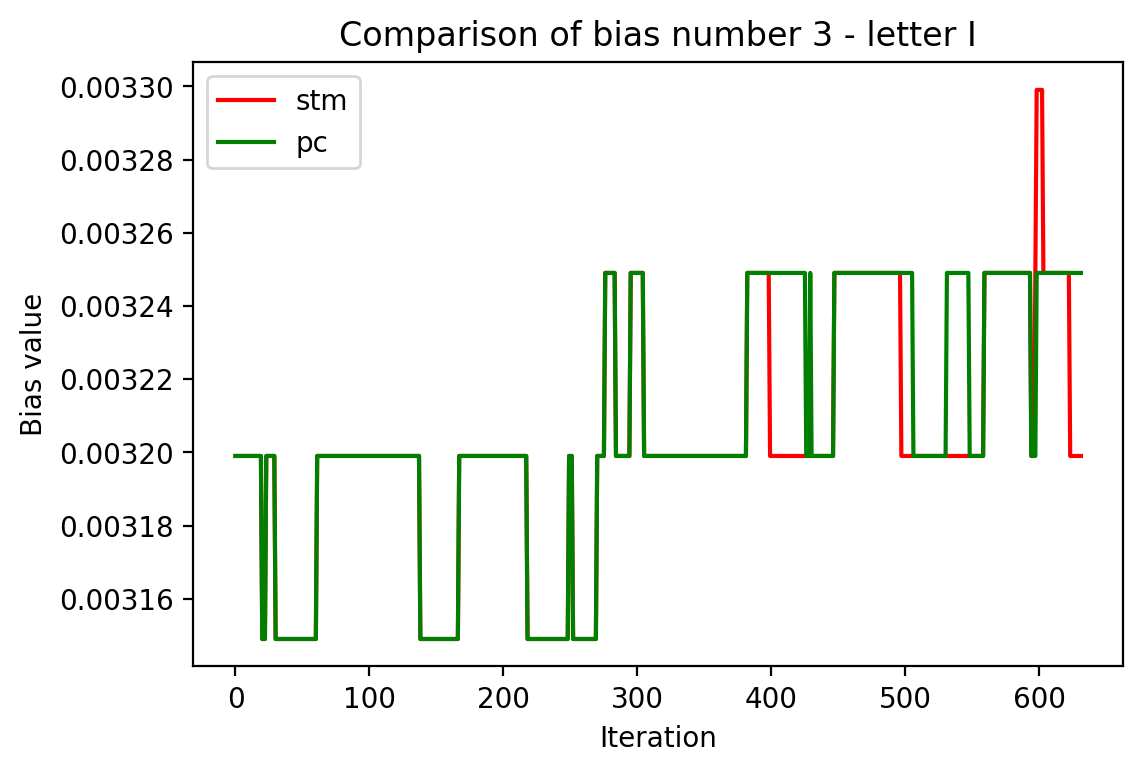 Comparison of bias number 3 - letter I
stm
pc
0.00330
0.00328
0.00326
0.00324
0.00322
0.00320
0.00318
0.00316
Bias value
0 100 200 300 400 500 600
Iteration